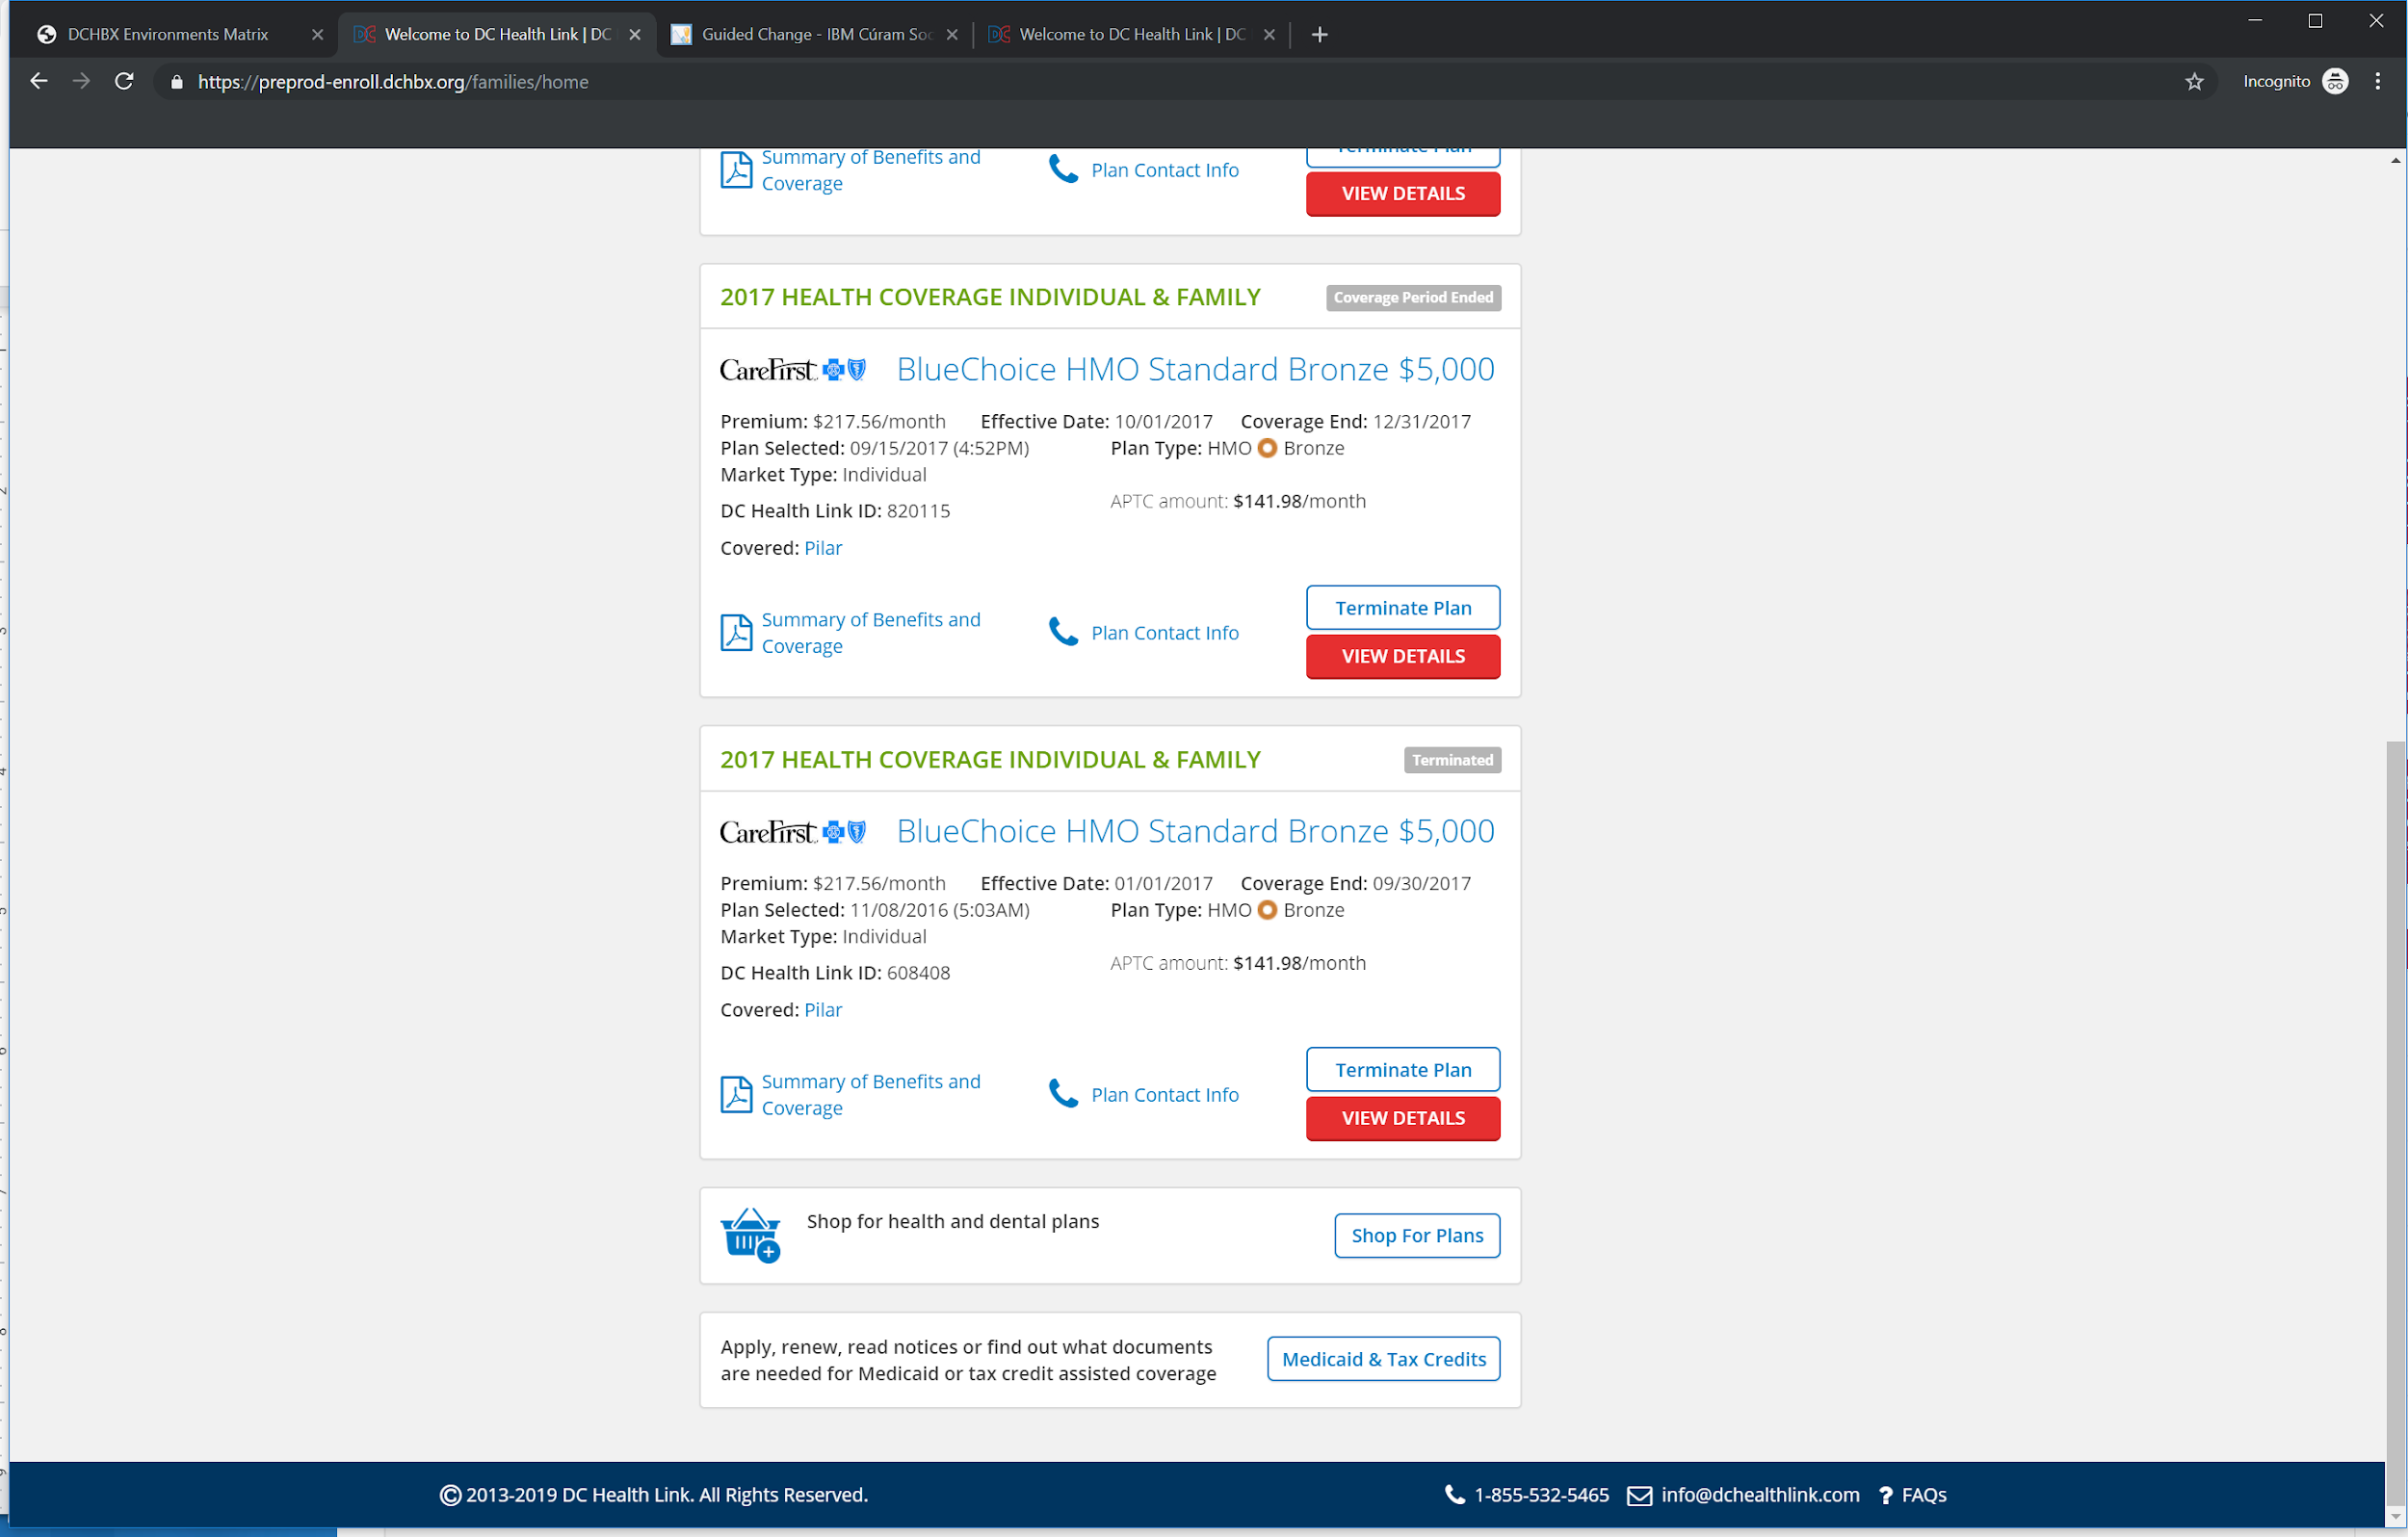 DCHBX Environments Matrix
Welcome to DC Health Link | DC
Guided Change - IBM Cúram Soc
Welcome to DC Health Link | DC
https://preprod-enroll.dchbx.org/families/home
Incognito
Terminate Plan
Summary of Benefits and
Coverage
Plan Contact Info
VIEW DETAILS
2017 HEALTH COVERAGE INDIVIDUAL & FAMILY
Coverage Period Ended
CareFirst
BlueChoice HMO Standard Bronze $5,000
Premium: $217.56/month Effective Date: 10/01/2017 Coverage End: 12/31/2017
Plan Selected: 09/15/2017 (4:52PM) Plan Type: HMO Bronze
Market Type: Individual
APTC amount: $141.98/month
DC Health Link ID: 820115
Covered: Pilar
Summary of Benefits and
Coverage
Plan Contact Info
Terminate Plan
VIEW DETAILS
2017 HEALTH COVERAGE INDIVIDUAL & FAMILY
Terminated
CareFirst
BlueChoice HMO Standard Bronze $5,000
Premium: $217.56/month Effective Date: 01/01/2017 Coverage End: 09/30/2017
Plan Selected: 11/08/2016 (5:03AM) Plan Type: HMO Bronze
Market Type: Individual
APTC amount: $141.98/month
DC Health Link ID: 608408
Covered: Pilar
Summary of Benefits and
Coverage
Plan Contact Info
Terminate Plan
VIEW DETAILS
Shop for health and dental plans
Shop For Plans
Apply, renew, read notices or find out what documents
are needed for Medicaid or tax credit assisted coverage
Medicaid & Tax Credits
© 2013-2019 DC Health Link. All Rights Reserved.
1-855-532-5465 info@dchealthlink.com ? FAQs